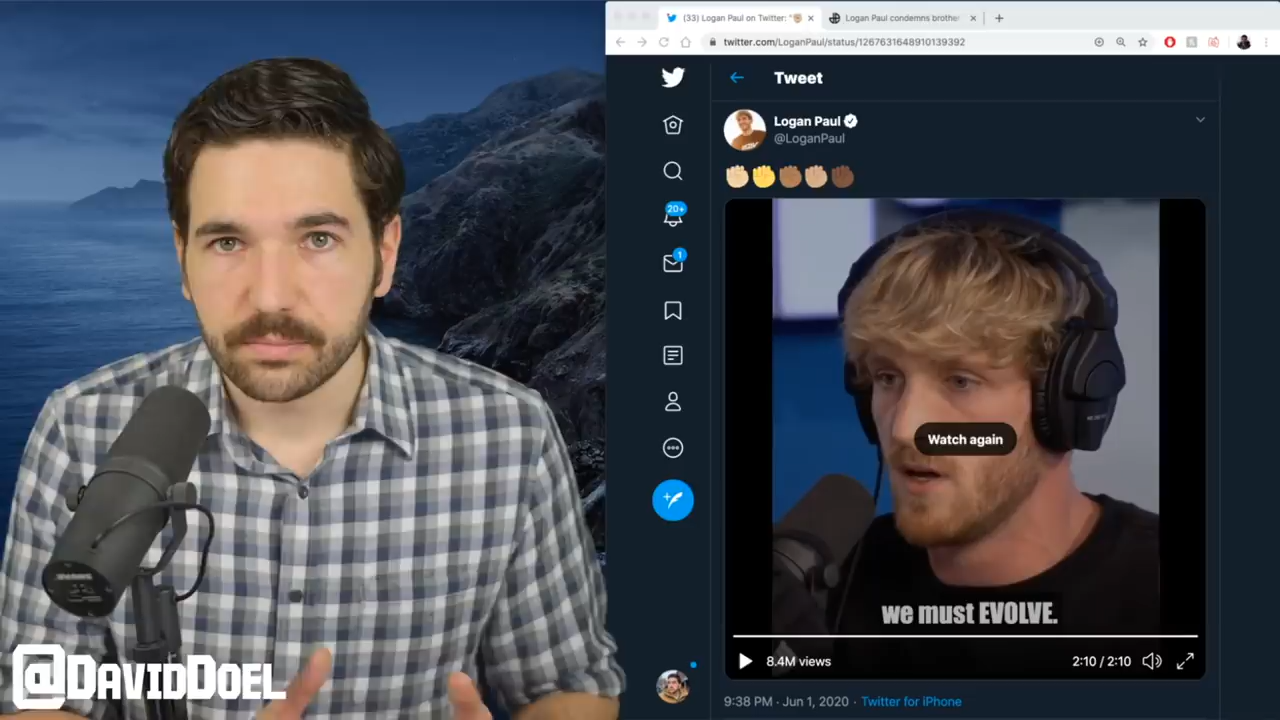 (33) Logan Paul on Twitter: "
Logan Paul condemns brother
twitter.com/LoganPaul/status/1267631648910139392
Tweet
Logan Paul
@LoganPaul
20+
1
Watch again
we must EVOLVE.
8.4M views
2:10 / 2:10
9:38 PM · Jun 1, 2020 · Twitter for iPhone
@DAVIDDOEL